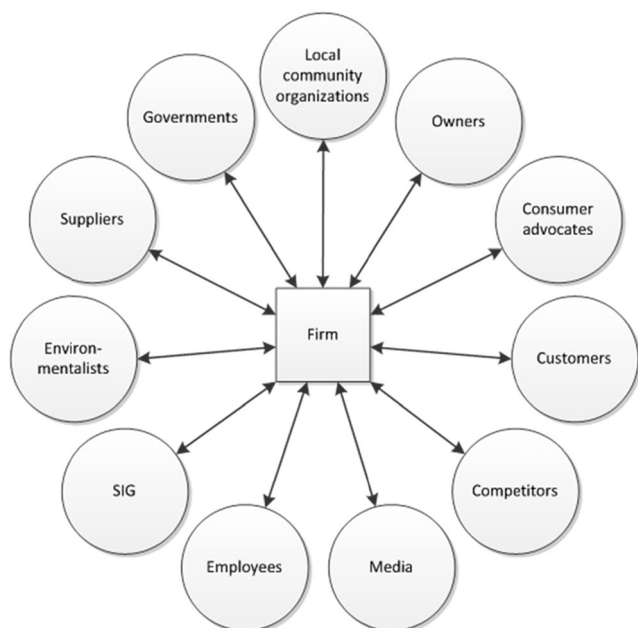 Local
community
organizations
Governments
Owners
Suppliers
Consumer
advocates
Firm
Environ-
mentalists
Customers
SIG
Competitors
Employees
Media